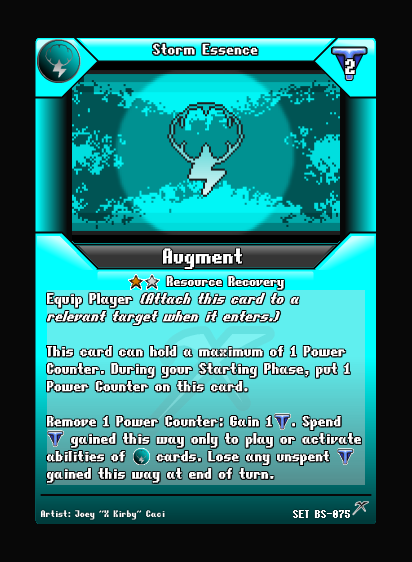 Storm Essence
2
Augment
Resource Recovery
Equip Player (Attach this card to a
relevant target when it enters.)
This card can hold a maximum of 1 Power
Counter. During your Starting Phase, put 1
Power Counter on this card.
Remove 1 Power Counter: Gain 1. Spend
gained this way only to play or activate
abilities of cards. Lose any unspent
gained this way at end of turn.
Artist: Joey "X Kirby" Caci
SET BS-075